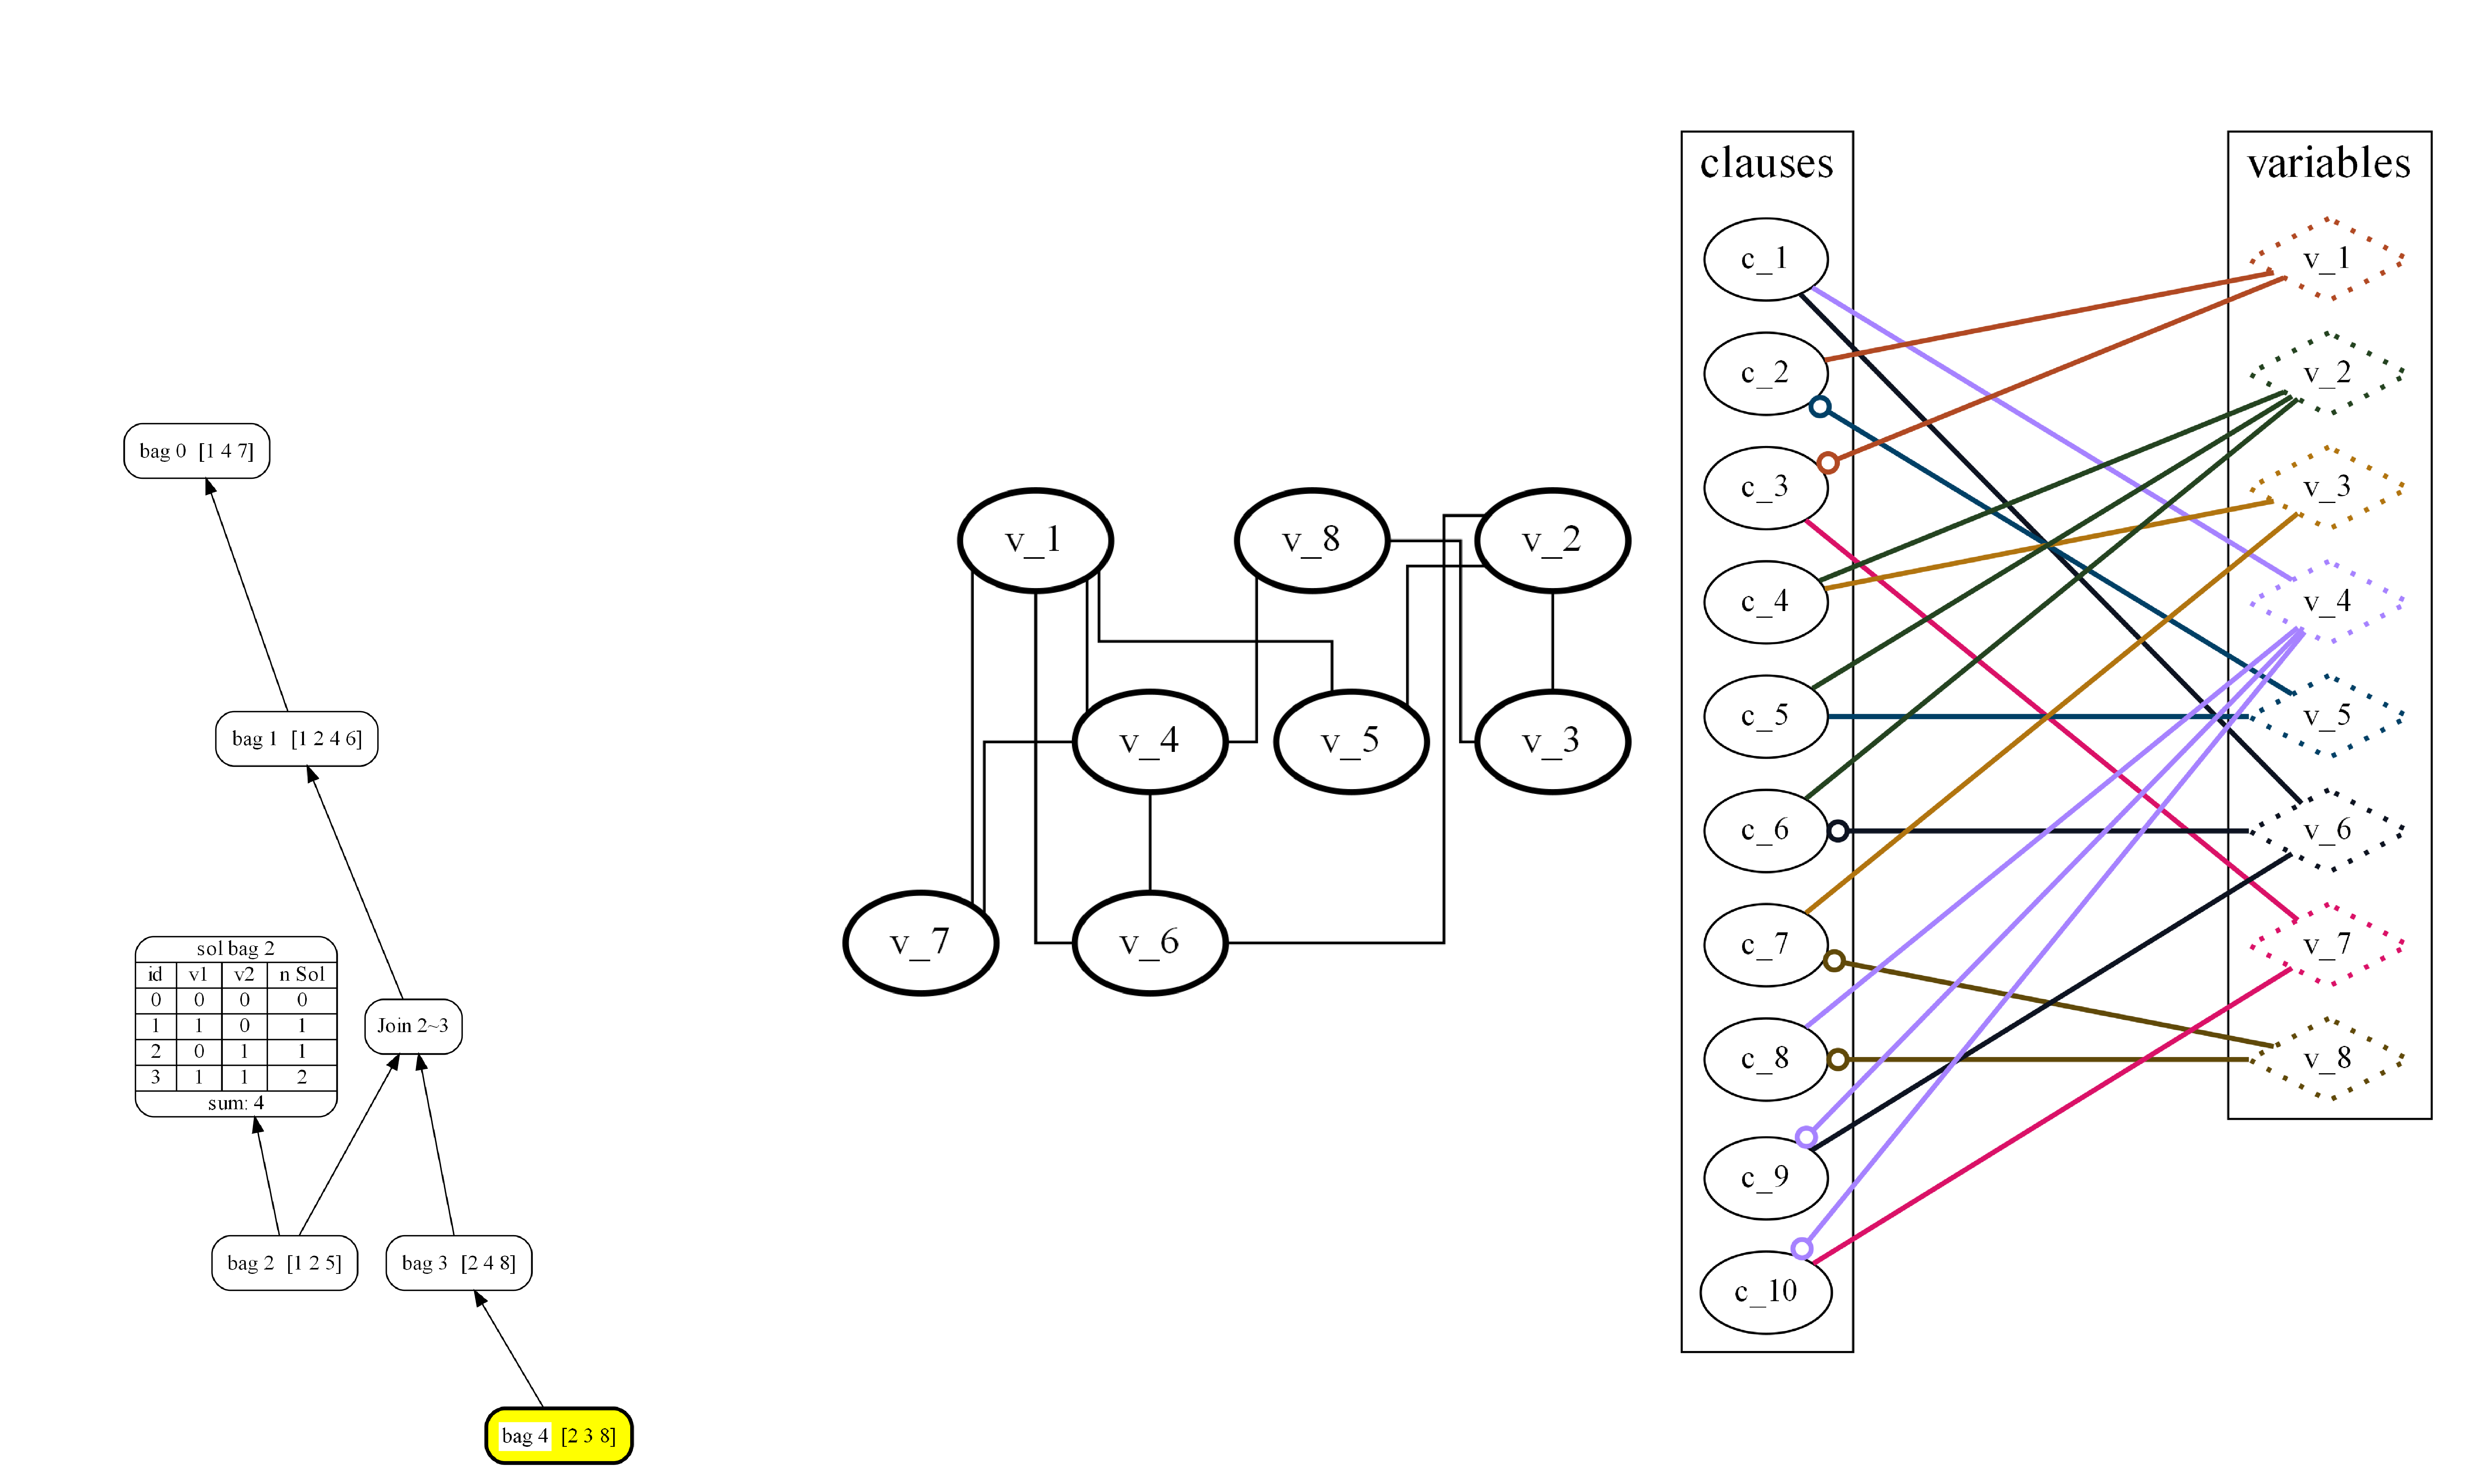 bag 0 [1 4 7]
bag 1 [1 2 4 6]
sol bag 2
id v1 v2 n Sol
0 0 0 0
1 1 0 1
2 0 1 1
3 1 1 2
sum: 4
Join 2~3
bag 2 [1 2 5]
bag 3 [2 4 8]
bag 4 [2 3 8]
v_1
v_8
v_2
v_4
v_5
v_3
v_7
v_6
clauses
c_1
c_2
c_3
c_4
c_5
c_6
c_7
c_8
c_9
c_10
variables
v_1
v_2
v_3
v_4
v_5
v_6
v_7
v_8